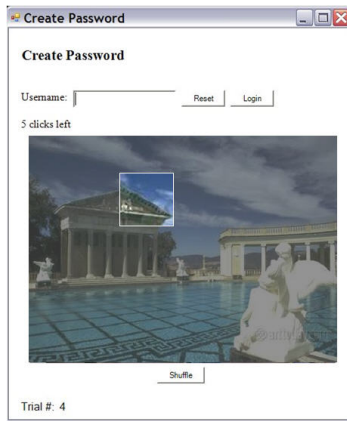 Create Password
Create Password
Username: Reset Login
5 clicks left
Shuffle
Trial #: 4